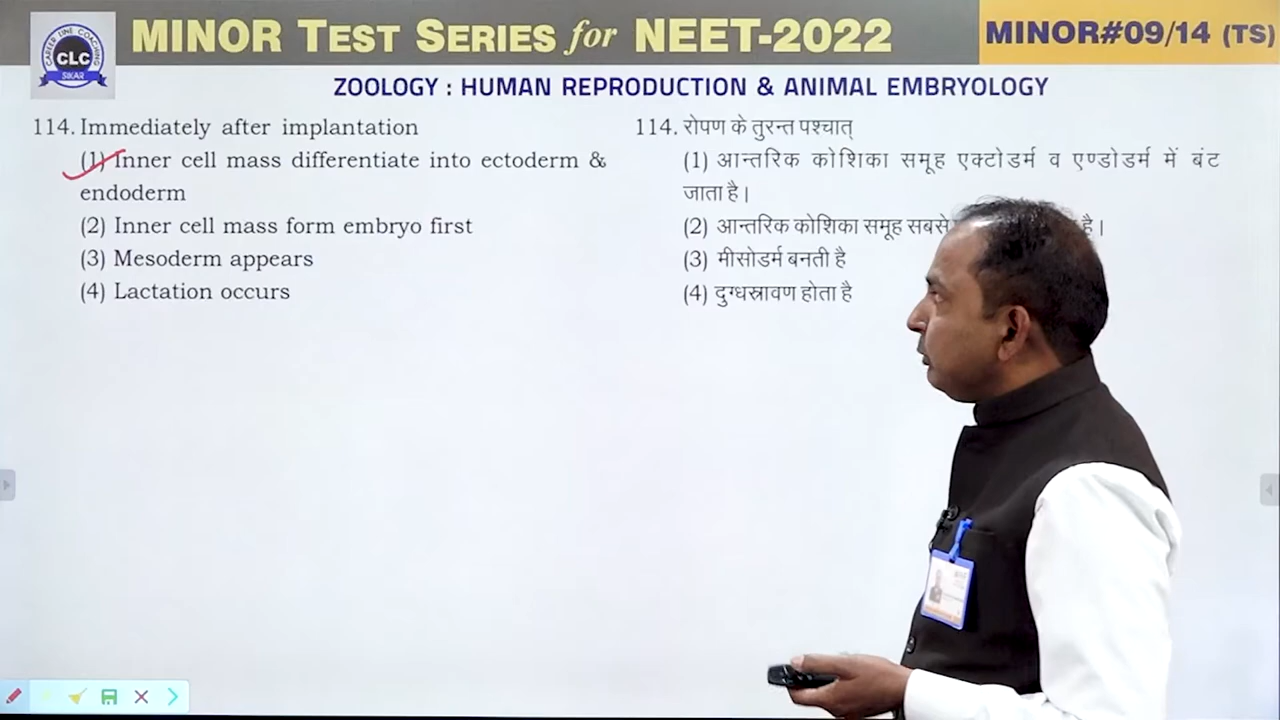 CAREER LINE COACHING
CLC
SIKAR
MINOR TEST SERIES for NEET-2022
MINOR#09/14 (TS)
ZOOLOGY : HUMAN REPRODUCTION & ANIMAL EMBRYOLOGY
114. Immediately after implantation
(1) Inner cell mass differentiate into ectoderm &
endoderm
(2) Inner cell mass form embryo first
(3) Mesoderm appears
(4) Lactation occurs
114. रोपण के तुरन्त पश्चात्
(1) आन्तरिक कोशिका समूह एक्टोडर्म व एण्डोडर्म में बंट
जाता है।
(2) आन्तरिक कोशिका समूह सबसे है।
(3) मीसोडर्म बनती है
(4) दुग्धस्त्रावण होता है